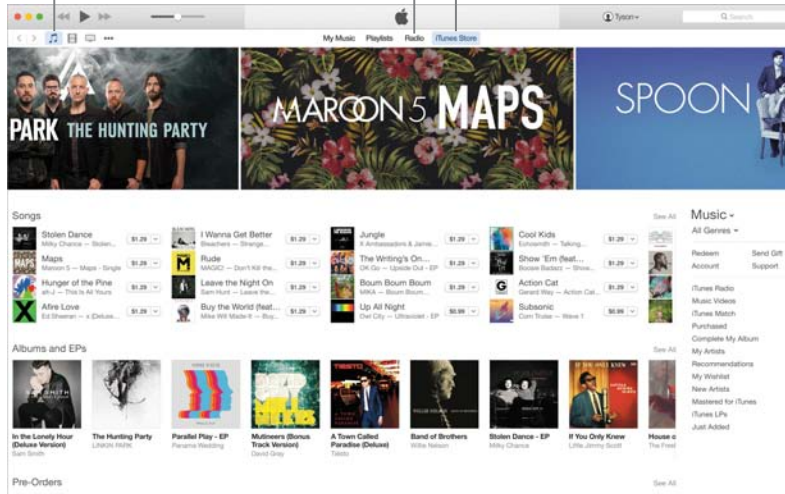 Tyson
Search
My Music Playlists Radio iTunes Store
PARK THE HUNTING PARTY
MAROON 5 MAPS
SPOON
Songs
See All
Stolen Dance
Milky Chance — Stolen...
$1.29
I Wanna Get Better
Bleachers — Strange...
$1.29
Jungle
X Ambassadors & Jamie...
$1.29
Cool Kids
Echosmith — Talking...
$1.29
Maps
Maroon 5 — Maps - Single
$1.29
Rude
MAGIC! — Don't Kill the...
$1.29
The Writing's On...
OK Go — Upside Out - EP
$1.29
Show 'Em (feat...
Boosie Badazz — Show...
$1.29
Hunger of the Pine
alt-J — This Is All Yours
$1.29
Leave the Night On
Sam Hunt — Leave the...
$1.29
Boum Boum Boum
MIKA — Boum Boum...
$1.29
Action Cat
Gerard Way — Action Cat...
$1.29
Afire Love
Ed Sheeran — x (Deluxe...
$1.29
Buy the World (feat...
Mike Will Made-It — Buy...
$1.29
Up All Night
Owl City — Ultraviolet - EP
$0.99
Subsonic
Com Truise — Wave 1
$0.99
Music
All Genres
Redeem Send Gift
Account Support
iTunes Radio
Music Videos
iTunes Match
Purchased
Complete My Album
My Artists
Recommendations
My Wishlist
New Artists
Mastered for iTunes
iTunes LPs
Just Added
Albums and EPs
See All
SAM SMITH
TIËSTO
IF YOU ONLY KNEW
In the Lonely Hour
(Deluxe Version)
Sam Smith
The Hunting Party
LINKIN PARK
Parallel Play - EP
Panama Wedding
Mutineers (Bonus
Track Version)
David Gray
A Town Called
Paradise (Deluxe)
Tiësto
Band of Brothers
Willie Nelson
Stolen Dance - EP
Milky Chance
If You Only Knew
Little Jimmy Scott
House o
The Fred
Pre-Orders
See All